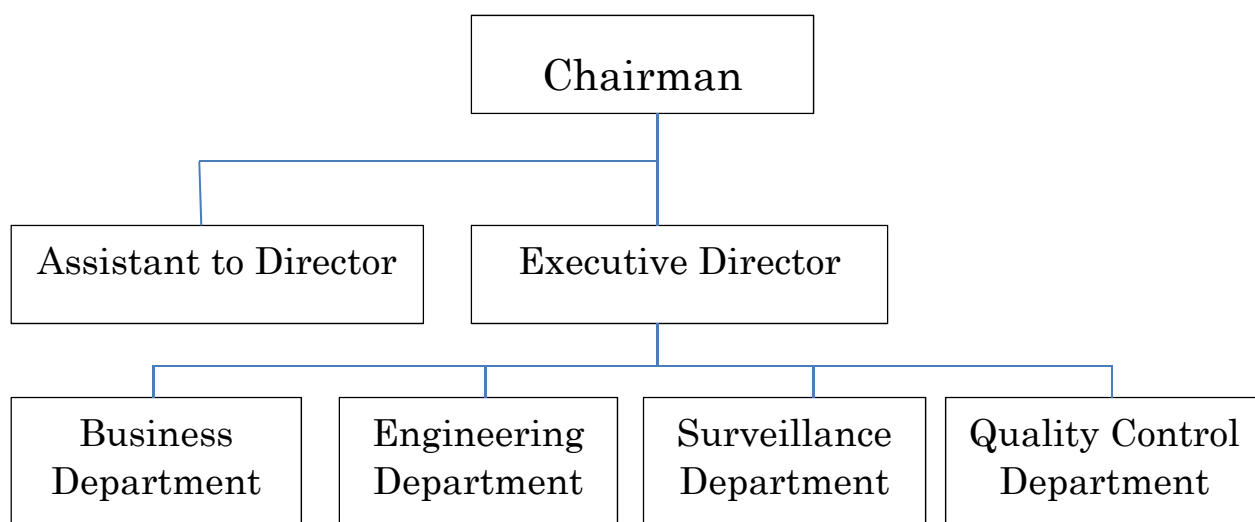 Chairman
Assistant to Director
Executive Director
Business
Department
Engineering
Department
Surveillance
Department
Quality Control
Department